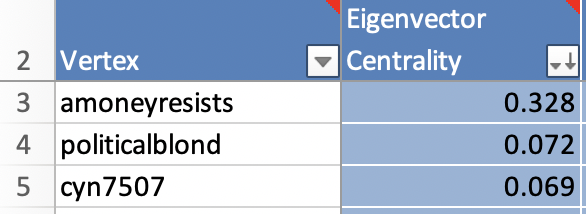 Eigenvector
2 Vertex Centrality
3 amoneyresists 0.328
4 politicalblond 0.072
5 cyn7507 0.069